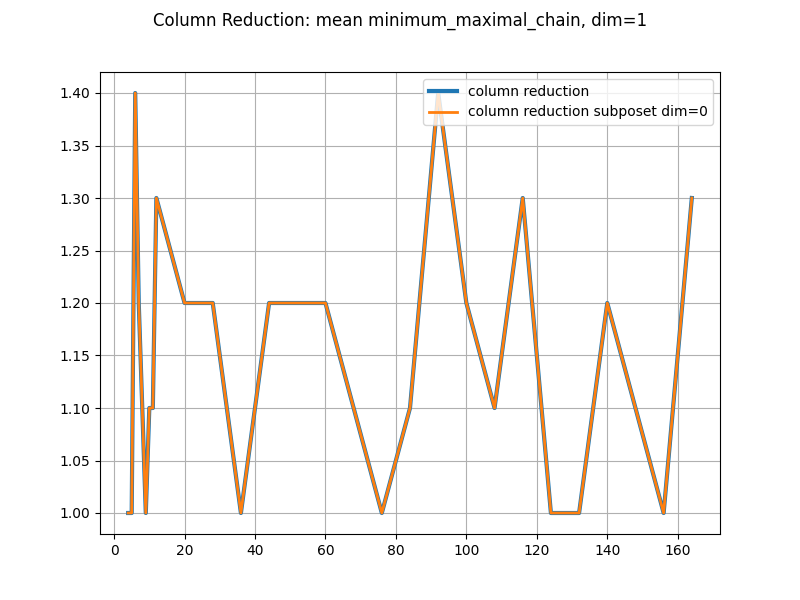 Column Reduction: mean minimum_maximal_chain, dim=1
column reduction
column reduction subposet dim=0
1.40
1.35
1.30
1.25
1.20
1.15
1.10
1.05
1.00
0 20 40 60 80 100 120 140 160